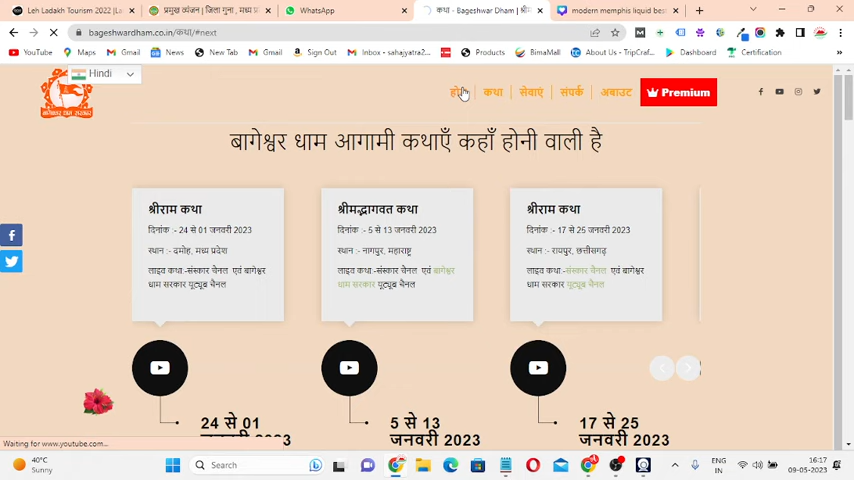 Leh Ladakh Tourism 2022 (La
प्रमुख व्यंजन | जिला गुना , मध्य प्र
WhatsApp
कथा - Bageshwar Dham | श्री
modern memphis liquid bes
bageshwardham.co.in/कथा/#next
YouTube
Maps
Gmail
News
New Tab
Gmail
Sign Out
Inbox - sahajyatra2...
Products
BimaMall
About Us - TripCraf...
Dashboard
Certification
Hindi
कथा
सेवाएं
संपर्क
अबाउट
Premium
बागेश्वर धाम आगामी कथाएँ कहाँ होनी वाली है
श्रीराम कथा
दिनांक :- 24 से 01 जनवरी 2023
स्थान :- दमोह, मध्य प्रदेश
लाइव कथा:-संस्कार चैनल एवं बागेश्वर
धाम सरकार यूट्यूब चैनल
श्रीमद्भागवत कथा
दिनांक :- 5 से 13 जनवरी 2023
स्थान :- नागपुर, महाराष्ट्र
लाइव कथा:-संस्कार चैनल एवं बागेश्वर
धाम सरकार यूट्यूब चैनल
श्रीराम कथा
दिनांक :- 17 से 25 जनवरी 2023
स्थान :- रायपुर, छत्तीसगढ़
लाइव कथा:-संस्कार चैनल एवं बागेश्वर
धाम सरकार यूट्यूब चैनल
24 से 01
जनवरी 2023
5 से 13
जनवरी 2023
17 से 25
जनवरी 2023
Waiting for www.youtube.com...
40°C
Sunny
Search
ENG
IN
16:17
09-05-2023